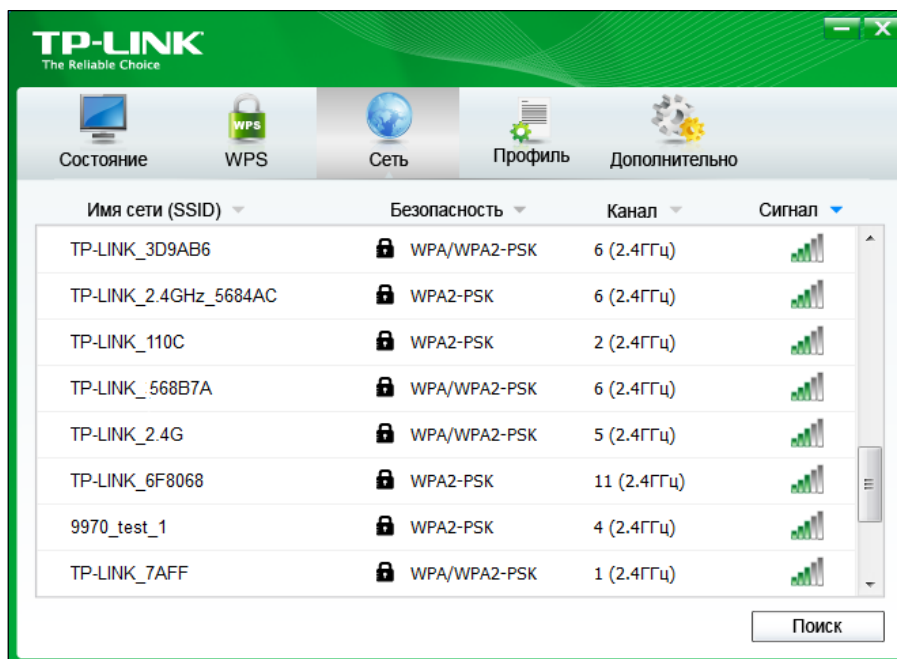 TP-LINK
The Reliable Choice
WPS
Состояние WPS Сеть Профиль Дополнительно
Имя сети (SSID) Безопасность Канал Сигнал
TP-LINK_3D9AB6 WPA/WPA2-PSK 6 (2.4ГГц)
TP-LINK_2.4GHz_5684AC WPA2-PSK 6 (2.4ГГц)
TP-LINK_110C WPA2-PSK 2 (2.4ГГц)
TP-LINK_ 568B7A WPA/WPA2-PSK 6 (2.4ГГц)
TP-LINK_2.4G WPA/WPA2-PSK 5 (2.4ГГц)
TP-LINK_6F8068 WPA2-PSK 11 (2.4ГГц)
9970_test_1 WPA2-PSK 4 (2.4ГГц)
TP-LINK_7AFF WPA/WPA2-PSK 1 (2.4ГГц)
Поиск